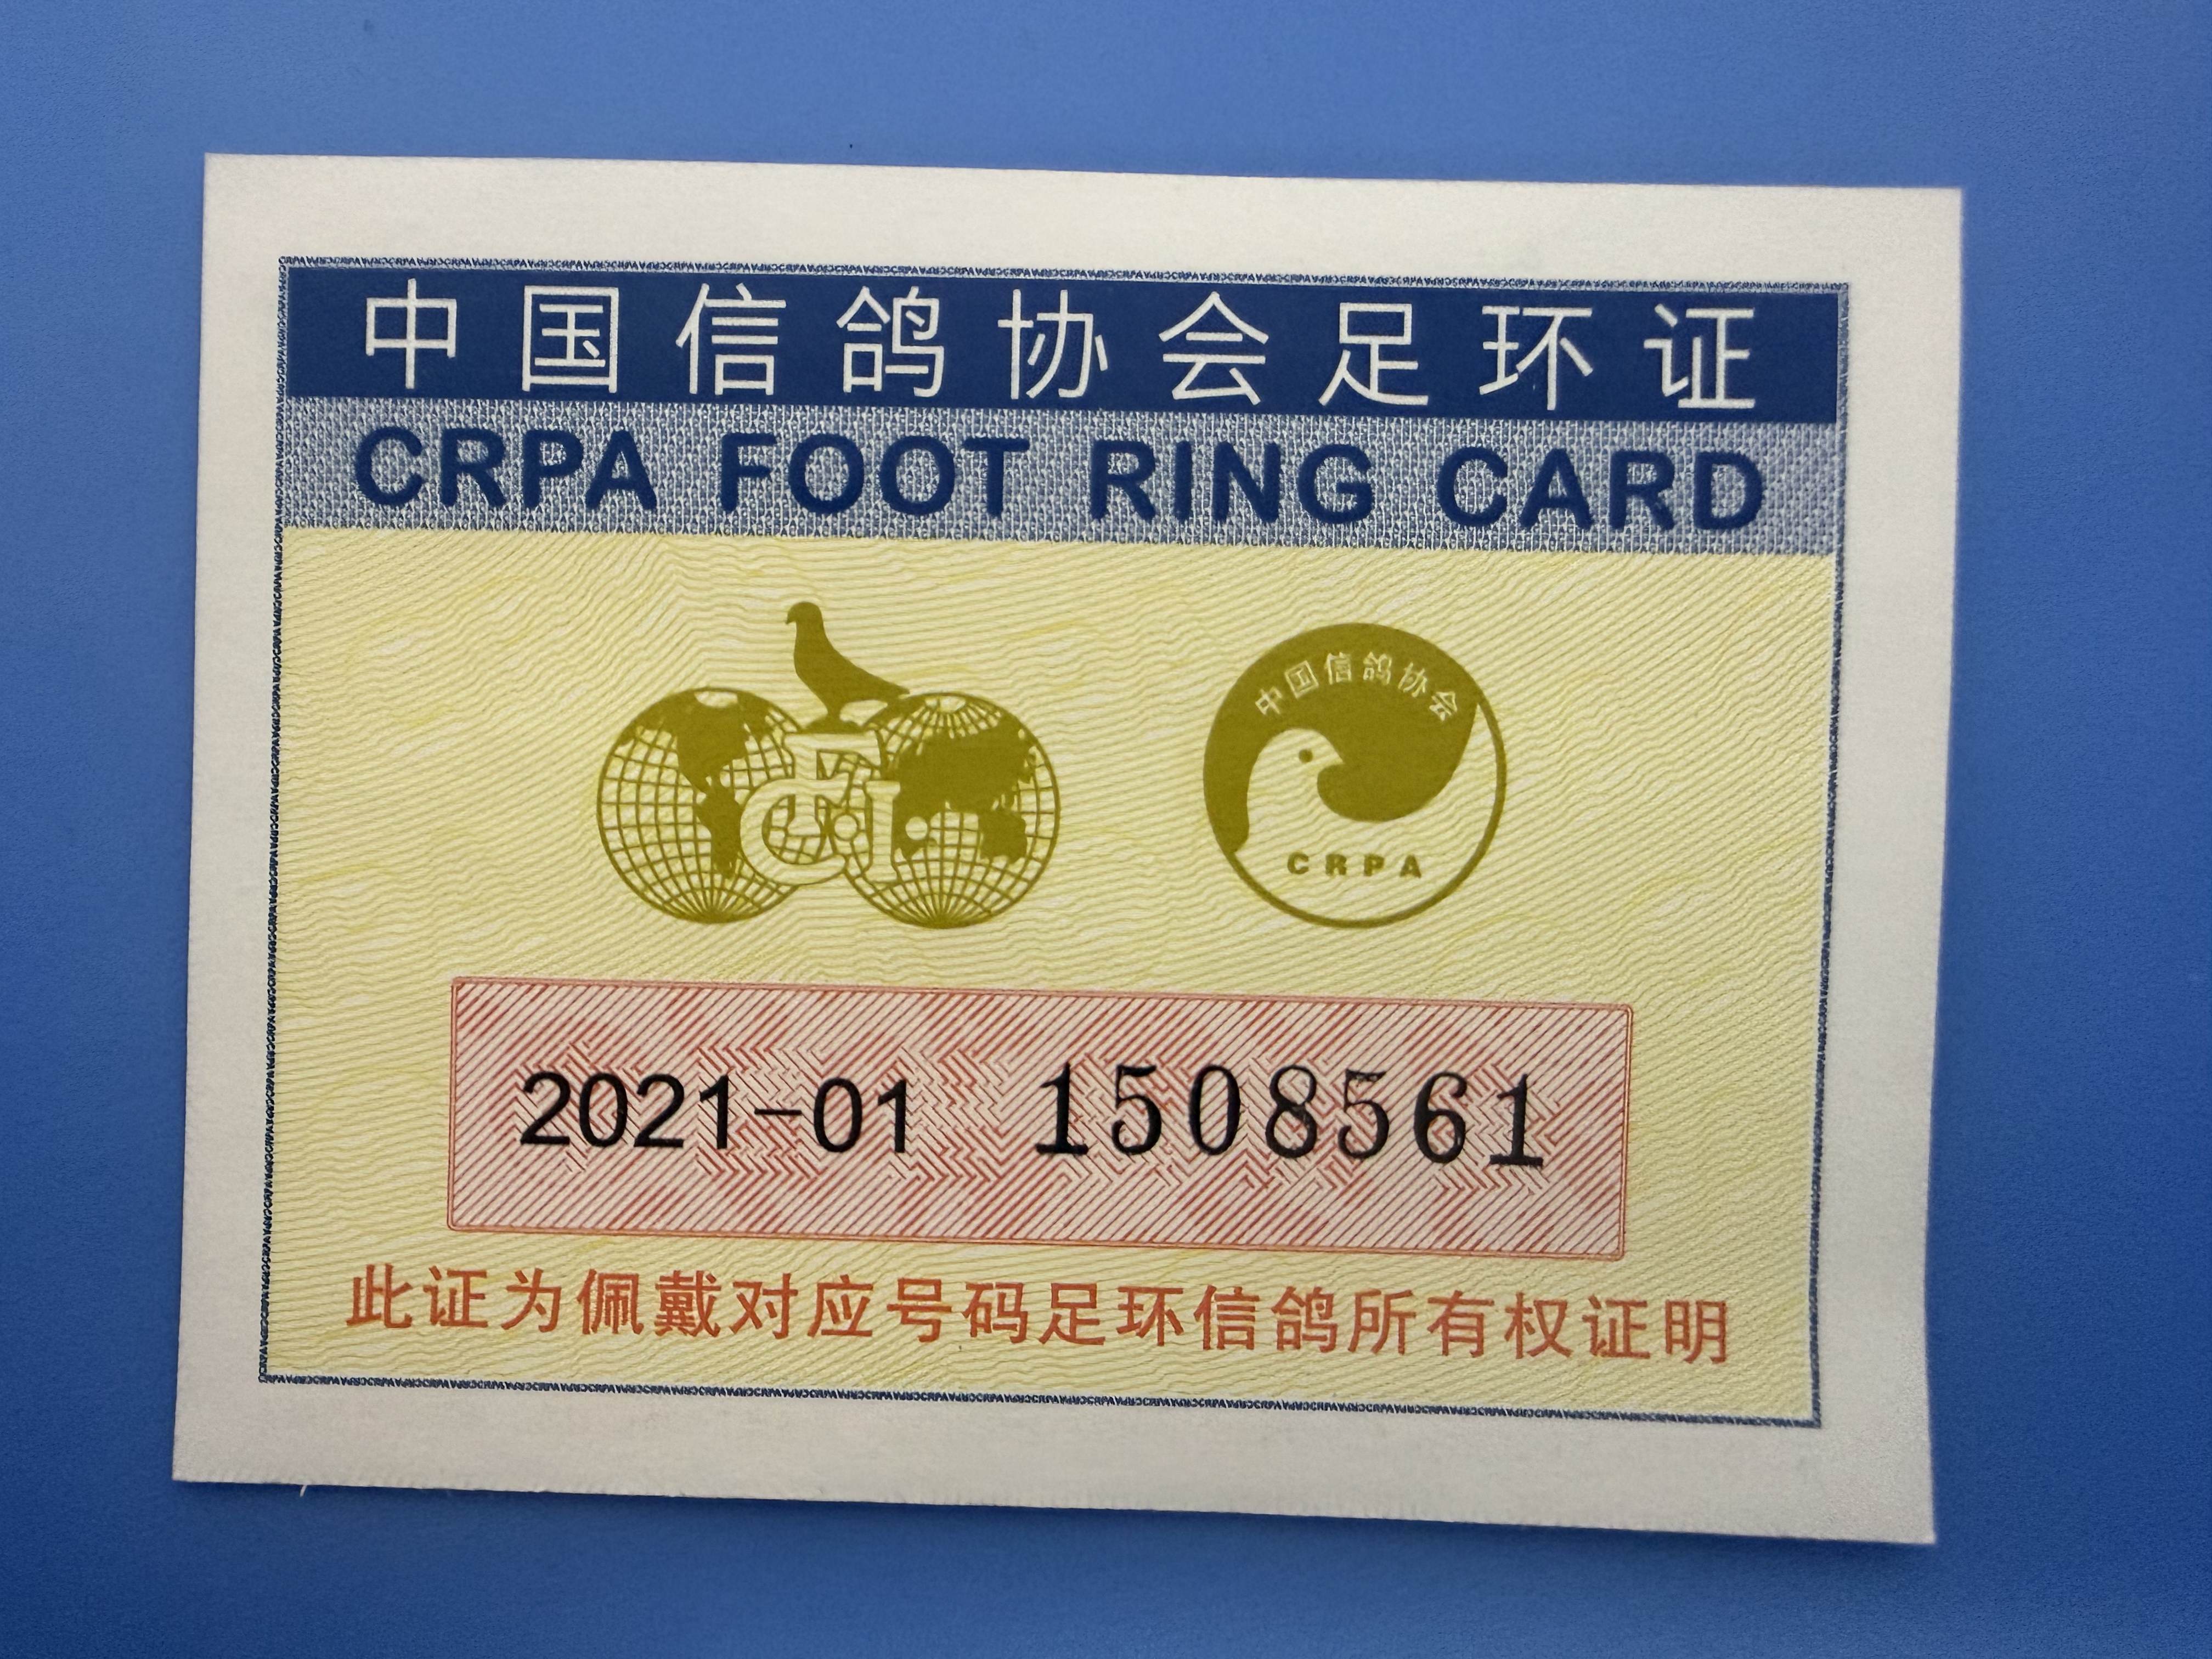 中国信鸽协会足环证
CRPA FOOT RING CARD
FCI
中国信鸽协会
CRPA
2021-01 1508561
此证为佩戴对应号码足环信鸽所有权证明